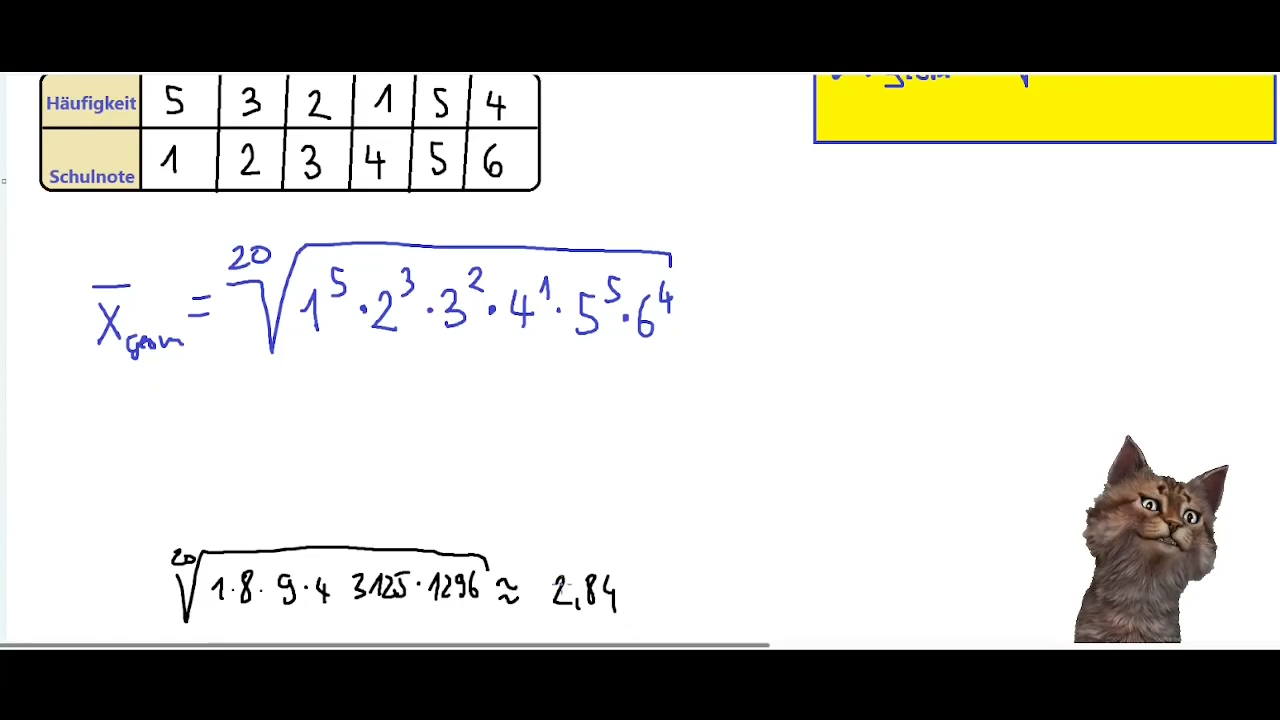 Häufigkeit 5 3 2 1 5 4
Schulnote 1 2 3 4 5 6
x̄geom = ²⁰√1⁵·2³·3²·4¹·5⁵·6⁴
²⁰√1·8·9·4 3125·1296 ≈ 2,84